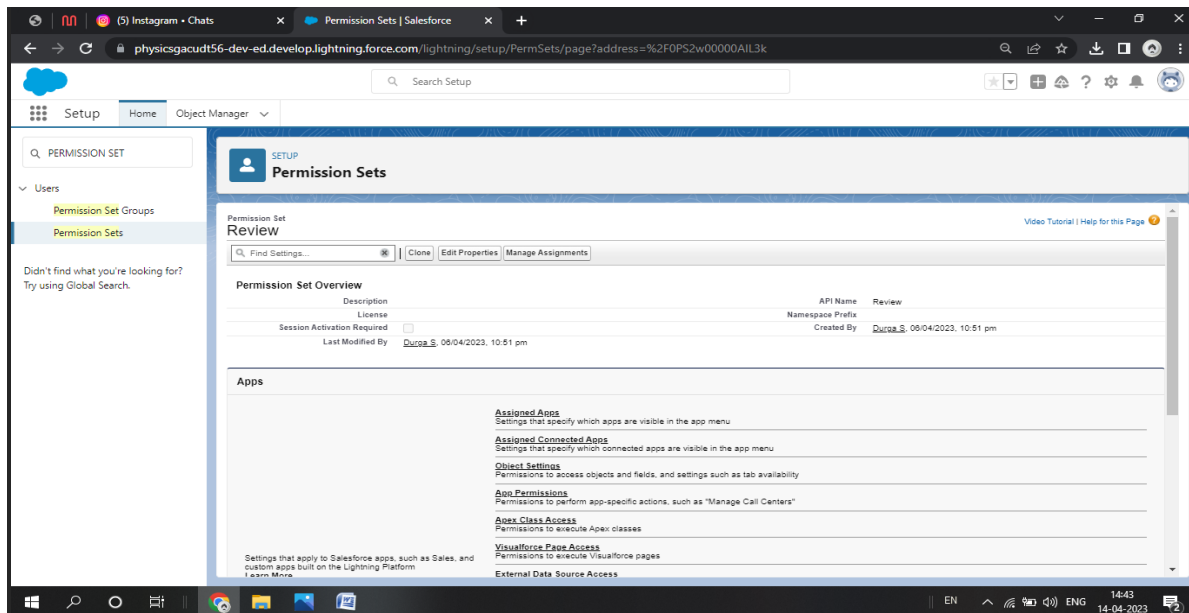 (5) Instagram • Chats
Permission Sets | Salesforce
physicsgacudt56-dev-ed.develop.lightning.force.com/lightning/setup/PermSets/page?address=%2F0PS2w00000AIL3k
Search Setup
Setup
Home
Object Manager
PERMISSION SET
Users
Permission Set Groups
Permission Sets
Didn't find what you're looking for?
Try using Global Search.
SETUP
Permission Sets
Permission Set
Review
Video Tutorial | Help for this Page
Find Settings...
Clone
Edit Properties
Manage Assignments
Permission Set Overview
Description
API Name Review
License
Namespace Prefix
Session Activation Required
Created By Durga S, 06/04/2023, 10:51 pm
Last Modified By Durga S, 06/04/2023, 10:51 pm
Apps
Assigned Apps
Settings that specify which apps are visible in the app menu
Assigned Connected Apps
Settings that specify which connected apps are visible in the app menu
Object Settings
Permissions to access objects and fields, and settings such as tab availability
App Permissions
Permissions to perform app-specific actions, such as "Manage Call Centers"
Apex Class Access
Permissions to execute Apex classes
Visualforce Page Access
Permissions to execute Visualforce pages
External Data Source Access
Settings that apply to Salesforce apps, such as Sales, and
custom apps built on the Lightning Platform
Learn More
EN
ENG
14:43
14-04-2023
2